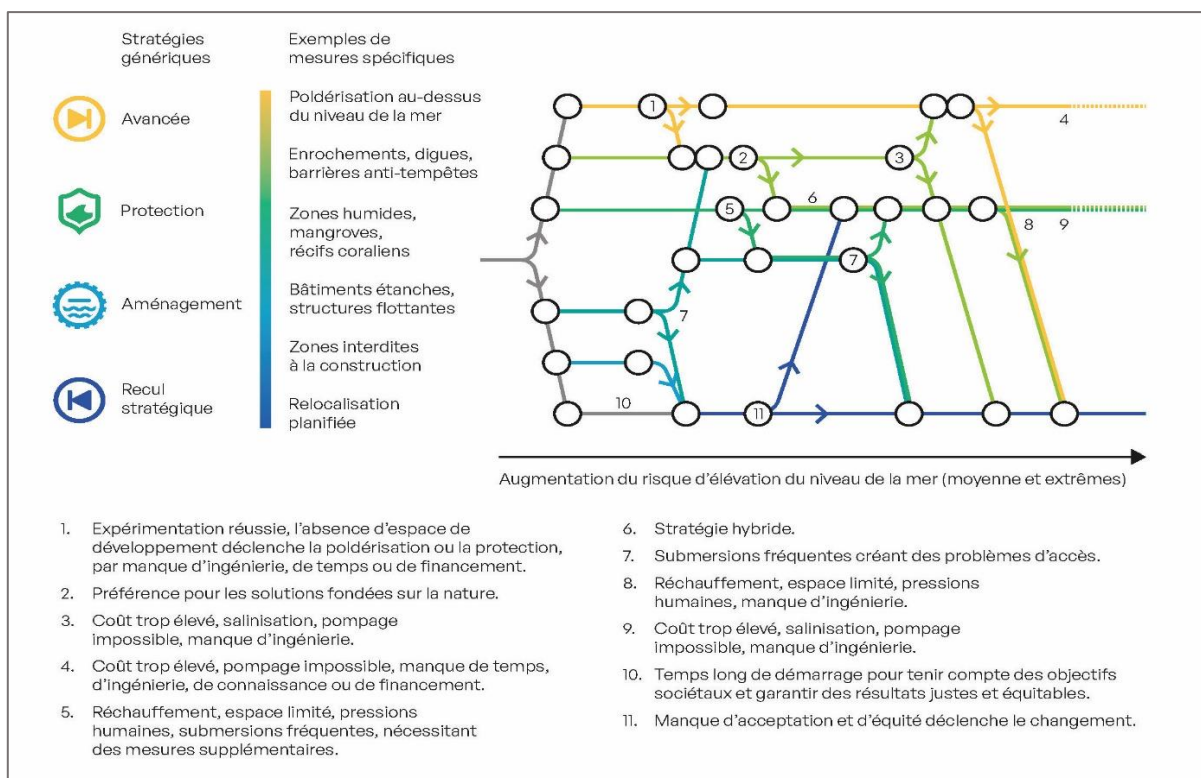 Stratégies
génériques
Exemples de
mesures spécifiques
Avancée
Protection
Aménagement
Recul
stratégique
Poldérisation au-dessus
du niveau de la mer
Enrochements, digues,
barrières anti-tempêtes
Zones humides,
mangroves,
récifs coraliens
Bâtiments étanches,
structures flottantes
Zones interdites
à la construction
Relocalisation
planifiée
1
4
2
3
6
5
8
9
7
7
10
11
Augmentation du risque d'élévation du niveau de la mer (moyenne et extrêmes)
1. Expérimentation réussie, l'absence d'espace de
développement déclenche la poldérisation ou la protection,
par manque d'ingénierie, de temps ou de financement.
2. Préférence pour les solutions fondées sur la nature.
3. Coût trop élevé, salinisation, pompage
impossible, manque d'ingénierie.
4. Coût trop élevé, pompage impossible, manque de temps,
d'ingénierie, de connaissance ou de financement.
5. Réchauffement, espace limité, pressions
humaines, submersions fréquentes, nécessitant
des mesures supplémentaires.
6. Stratégie hybride.
7. Submersions fréquentes créant des problèmes d'accès.
8. Réchauffement, espace limité, pressions
humaines, manque d'ingénierie.
9. Coût trop élevé, salinisation, pompage
impossible, manque d'ingénierie.
10. Temps long de démarrage pour tenir compte des objectifs
sociétaux et garantir des résultats justes et équitables.
11. Manque d'acceptation et d'équité déclenche le changement.